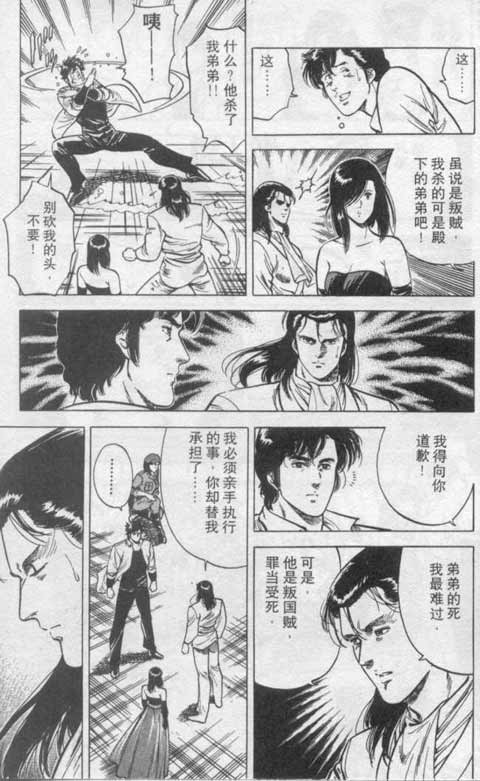 这……
这……
虽说是叛贼，
我杀的可是殿
下的弟弟吧！
什么？他杀了
我弟弟！！
咦
——！
别砍我的头，
不要！
我得向你
道歉！
弟弟的死
我最难过，
可是，
他是叛国贼，
罪当受死。
我必须亲手执行
的事，你却替我
承担了……
………